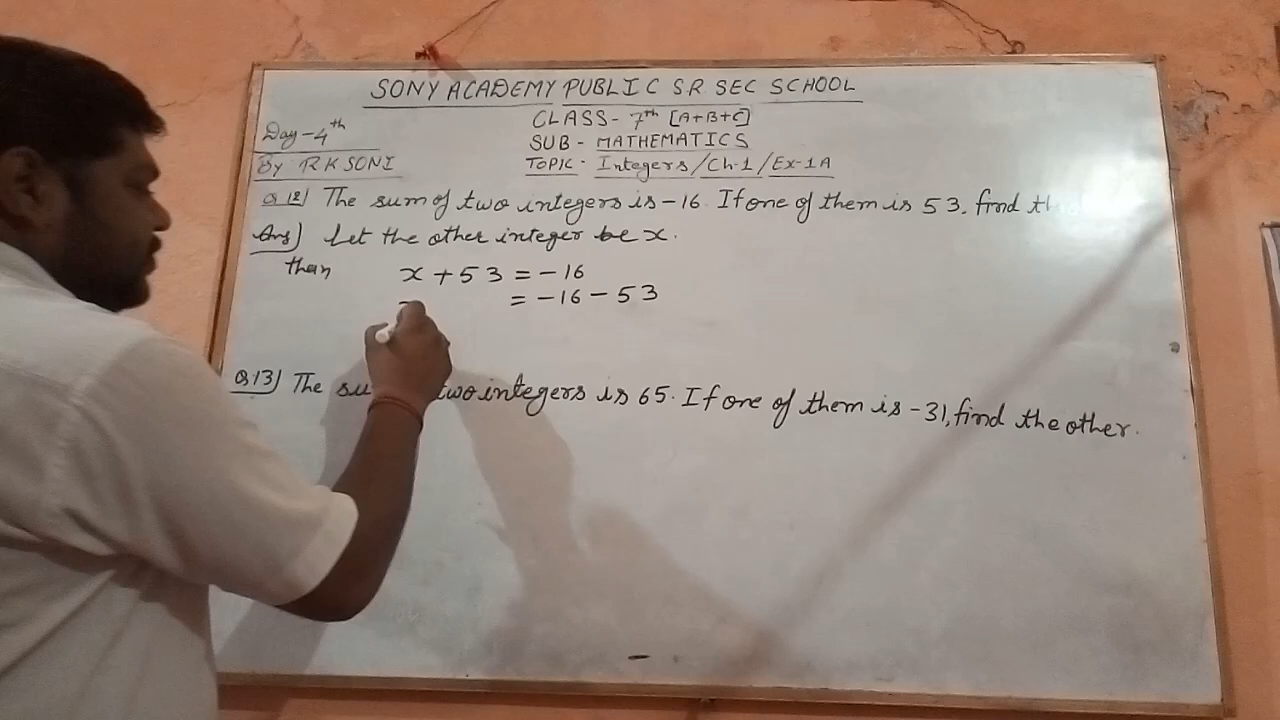 SONY ACADEMY PUBLIC SR SEC SCHOOL
CLASS - 7th [A+B+C]
Day-4th
SUB - MATHEMATICS
By R K SONI
TOPIC - Integers/Ch-1/Ex-1A
Q12) The sum of two integers is -16. If one of them is 53, find
Ans) Let the other integer be x.
than x + 53 = -16
= -16 - 53
Q13) The two integers is 65. If one of them is -31, find the other.